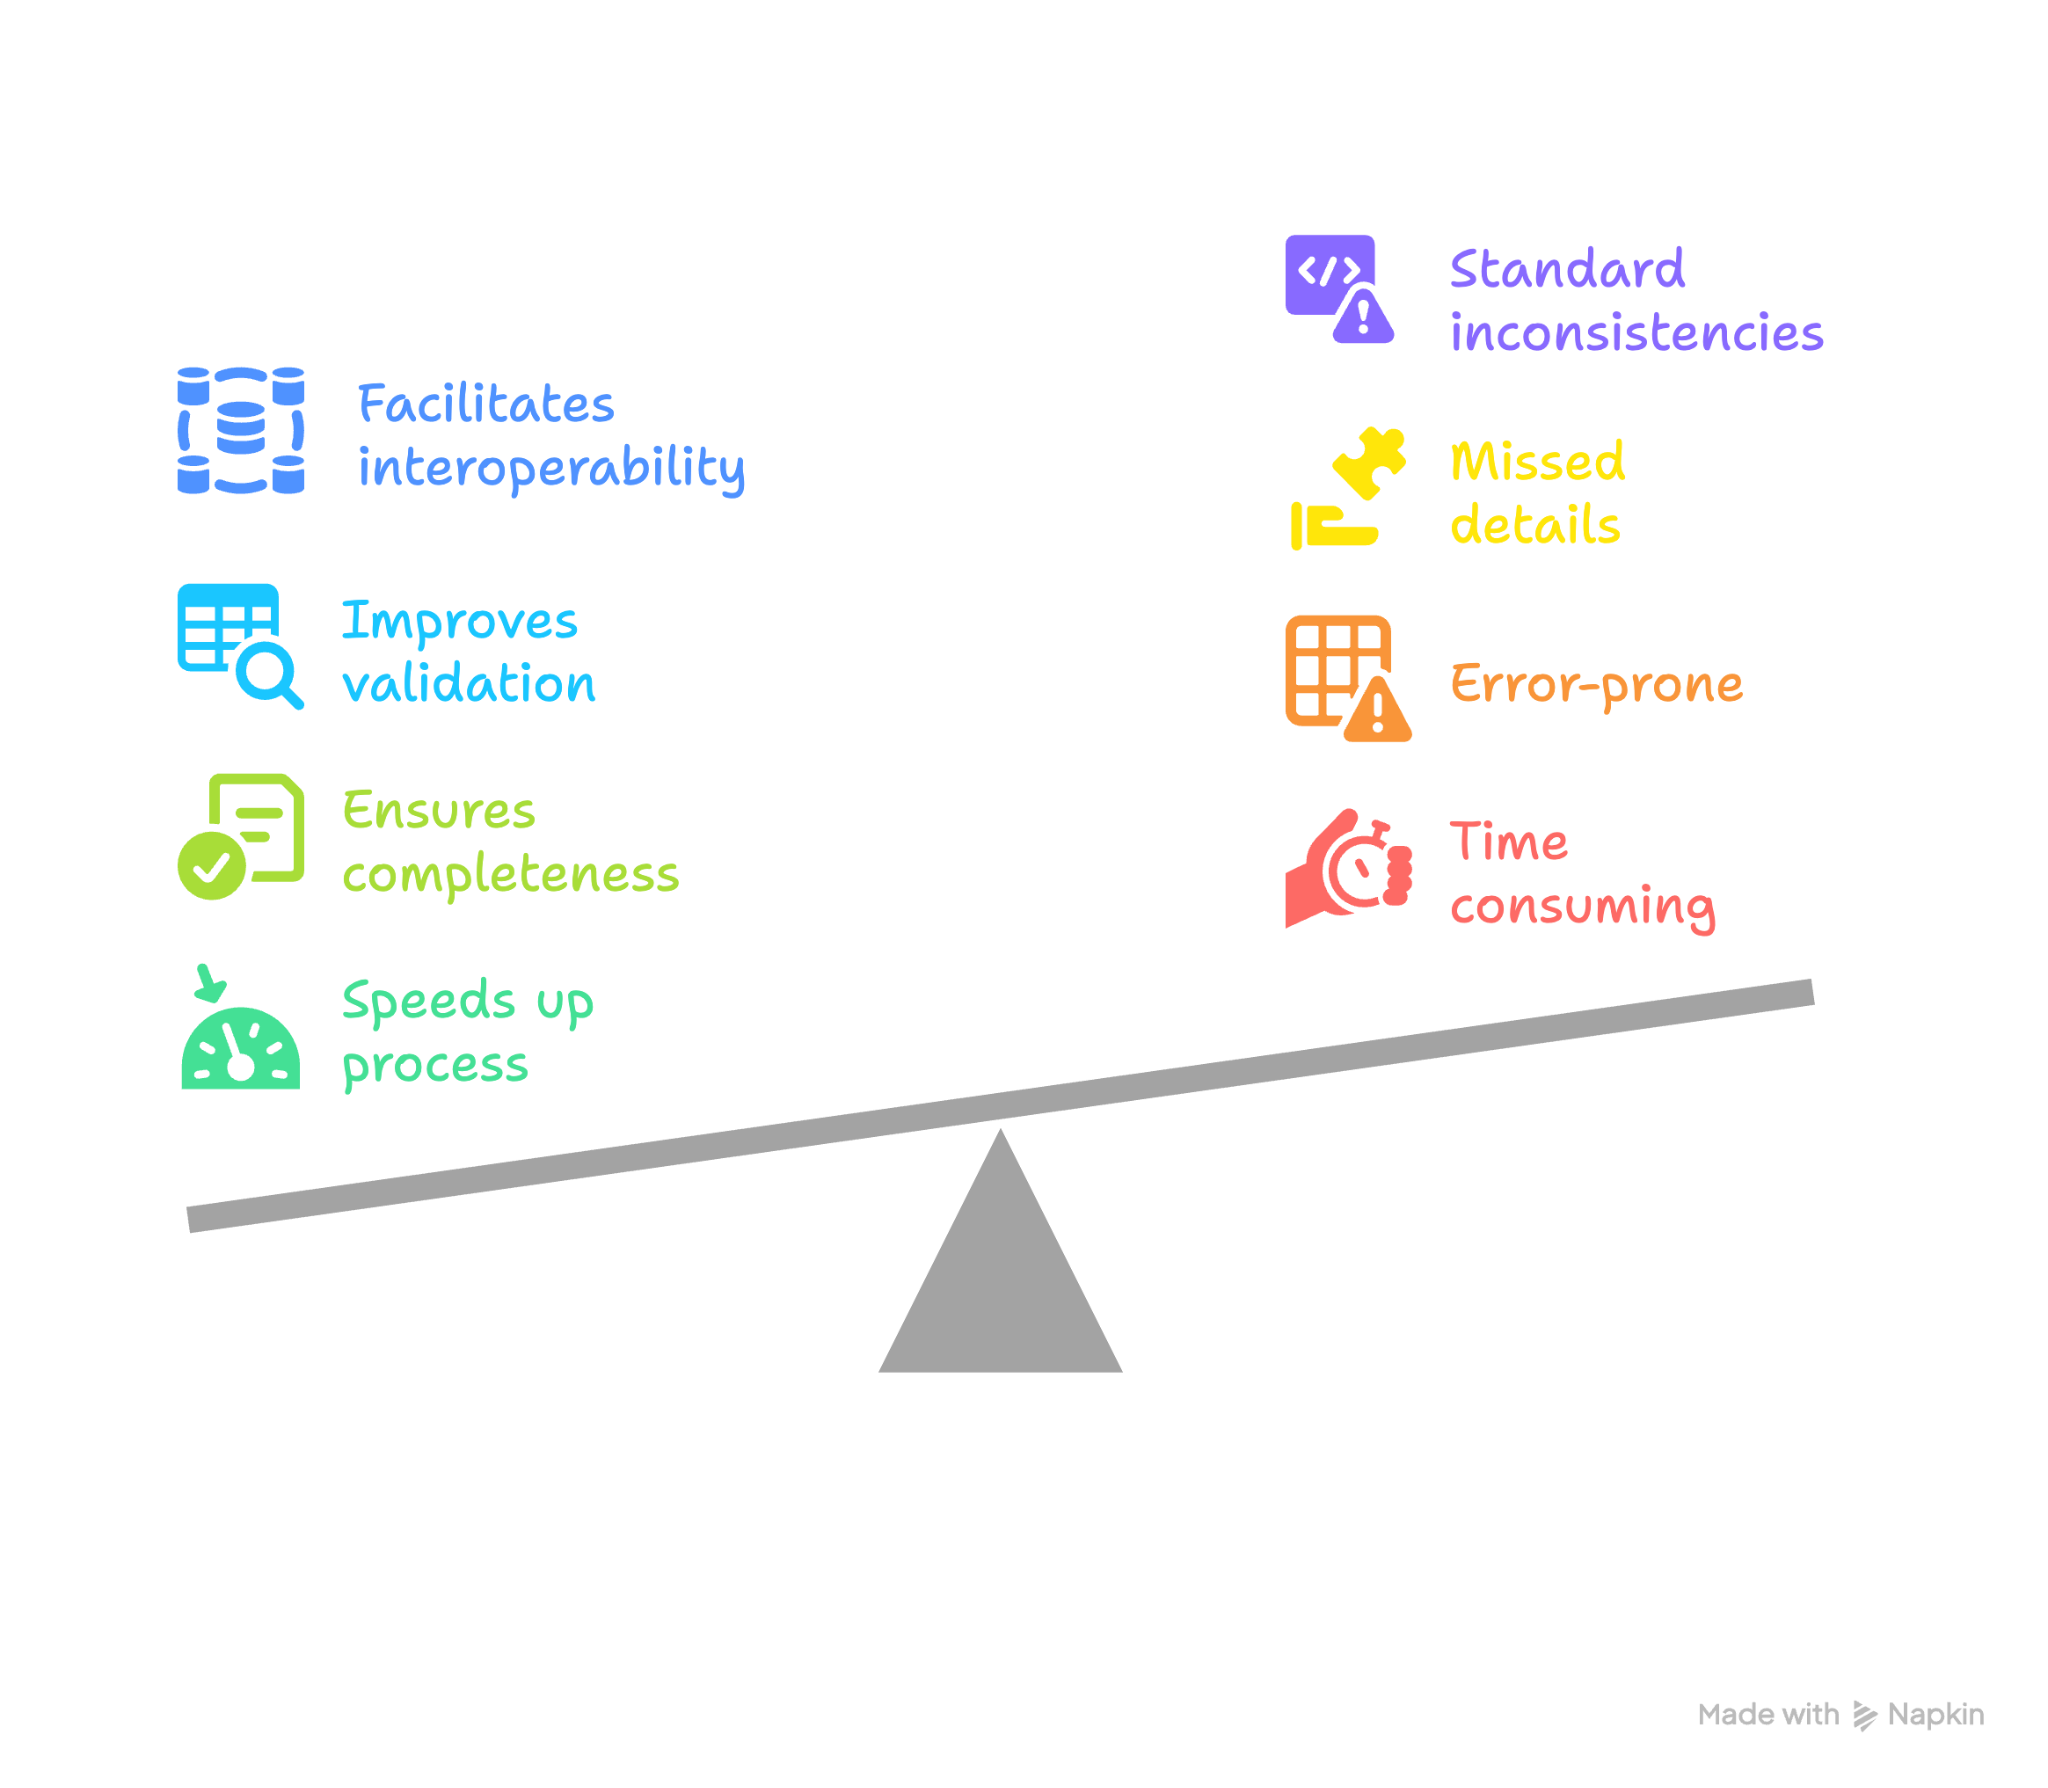 Facilitates
interoperability
Improves
validation
Ensures
completeness
Speeds up
process
Standard
inconsistencies
Missed
details
Error-prone
Time
consuming
Made with Napkin